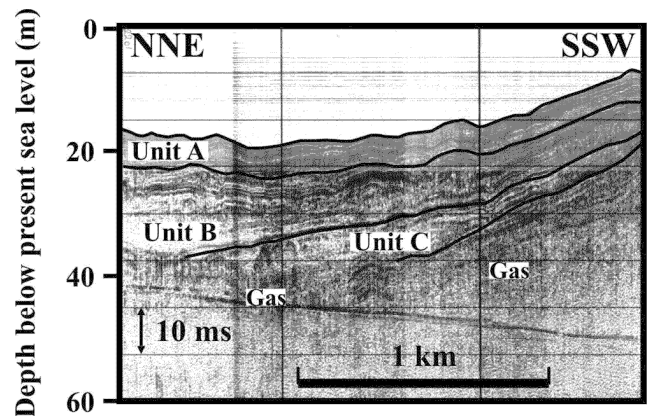 Depth below present sea level (m)
0
20
40
60
NNE
SSW
Unit A
Unit B
Unit C
Gas
Gas
10 ms
1 km